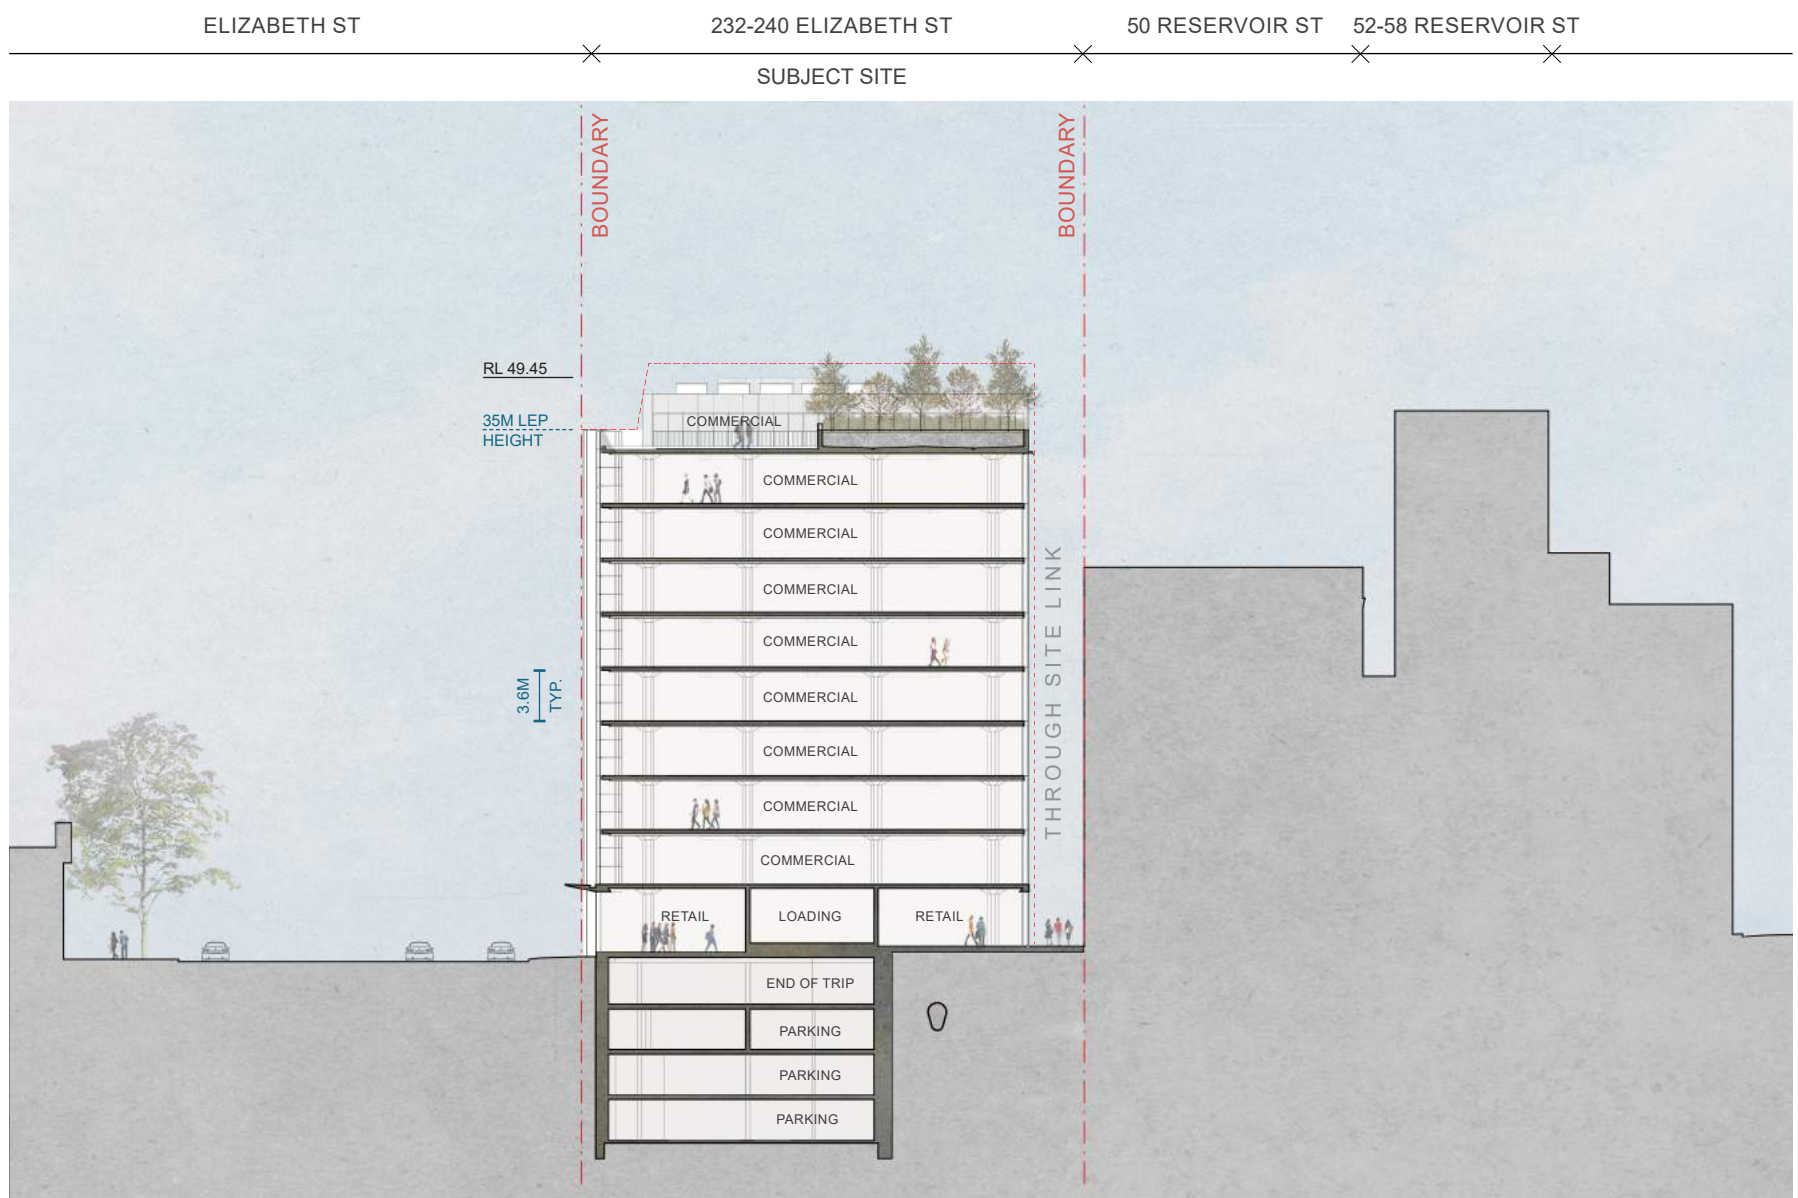 ELIZABETH ST
232-240 ELIZABETH ST
50 RESERVOIR ST
52-58 RESERVOIR ST
SUBJECT SITE
BOUNDARY
BOUNDARY
RL 49.45
35M LEP
HEIGHT
COMMERCIAL
COMMERCIAL
COMMERCIAL
COMMERCIAL
COMMERCIAL
3.6M
TYP.
COMMERCIAL
COMMERCIAL
COMMERCIAL
COMMERCIAL
THROUGH SITE LINK
RETAIL
LOADING
RETAIL
END OF TRIP
PARKING
PARKING
PARKING